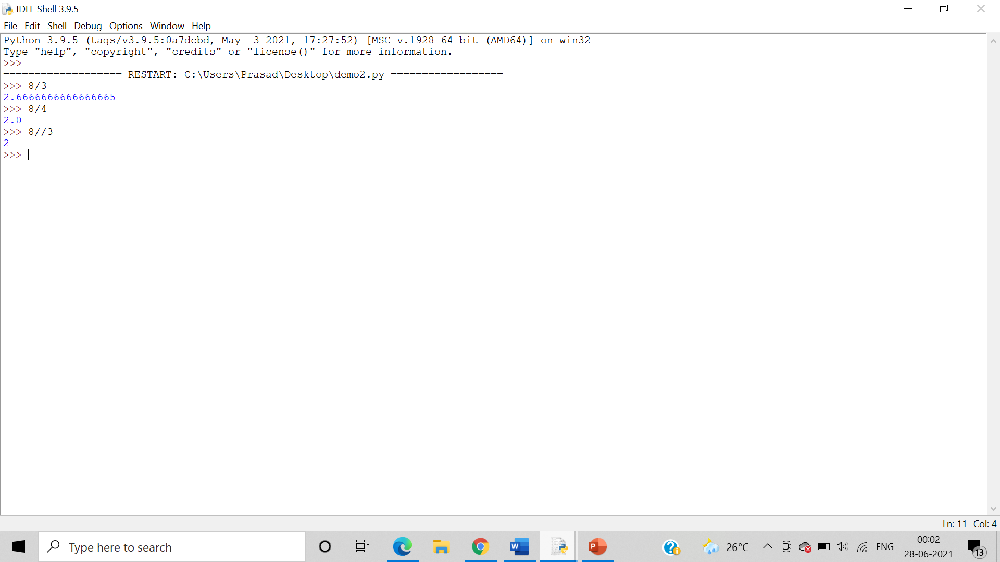 IDLE Shell 3.9.5
File Edit Shell Debug Options Window Help
Python 3.9.5 (tags/v3.9.5:0a7dcbd, May  3 2021, 17:27:52) [MSC v.1928 64 bit (AMD64)] on win32
Type "help", "copyright", "credits" or "license()" for more information.
>>>
=================== RESTART: C:\Users\Prasad\Desktop\demo2.py ==================
>>> 8/3
2.6666666666666665
>>> 8/4
2.0
>>> 8//3
2
>>>
Ln: 11 Col: 4
Type here to search
26°C
ENG
00:02
28-06-2021
13